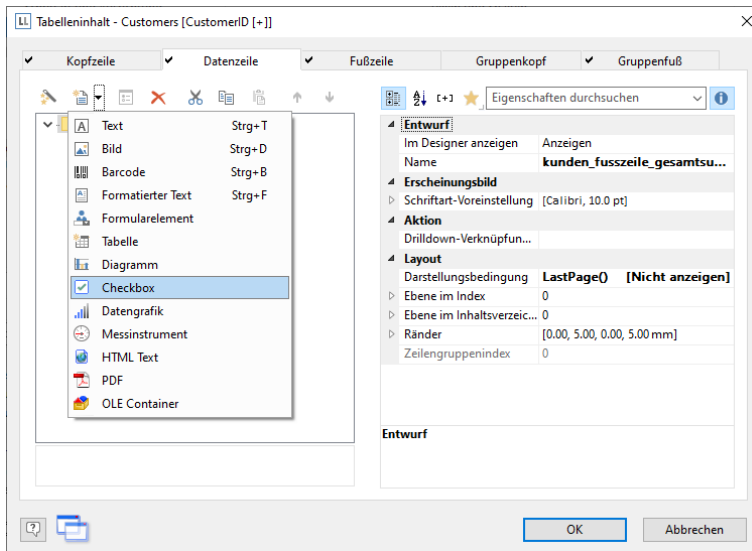 LL Tabelleninhalt - Customers [CustomerID [+]]
Kopfzeile Datenzeile Fußzeile Gruppenkopf Gruppenfuß
Eigenschaften durchsuchen
Text Strg+T
Bild Strg+D
Barcode Strg+B
Formatierter Text Strg+F
Formularelement
Tabelle
Diagramm
Checkbox
Datengrafik
Messinstrument
HTML Text
PDF
OLE Container
Entwurf
Im Designer anzeigen Anzeigen
Name kunden_fusszeile_gesamtsu...
Erscheinungsbild
Schriftart-Voreinstellung [Calibri, 10.0 pt]
Aktion
Drilldown-Verknüpfun...
Layout
Darstellungsbedingung LastPage() [Nicht anzeigen]
Ebene im Index 0
Ebene im Inhaltsverzeic... 0
Ränder [0.00, 5.00, 0.00, 5.00 mm]
Zeilengruppenindex 0
Entwurf
OK Abbrechen